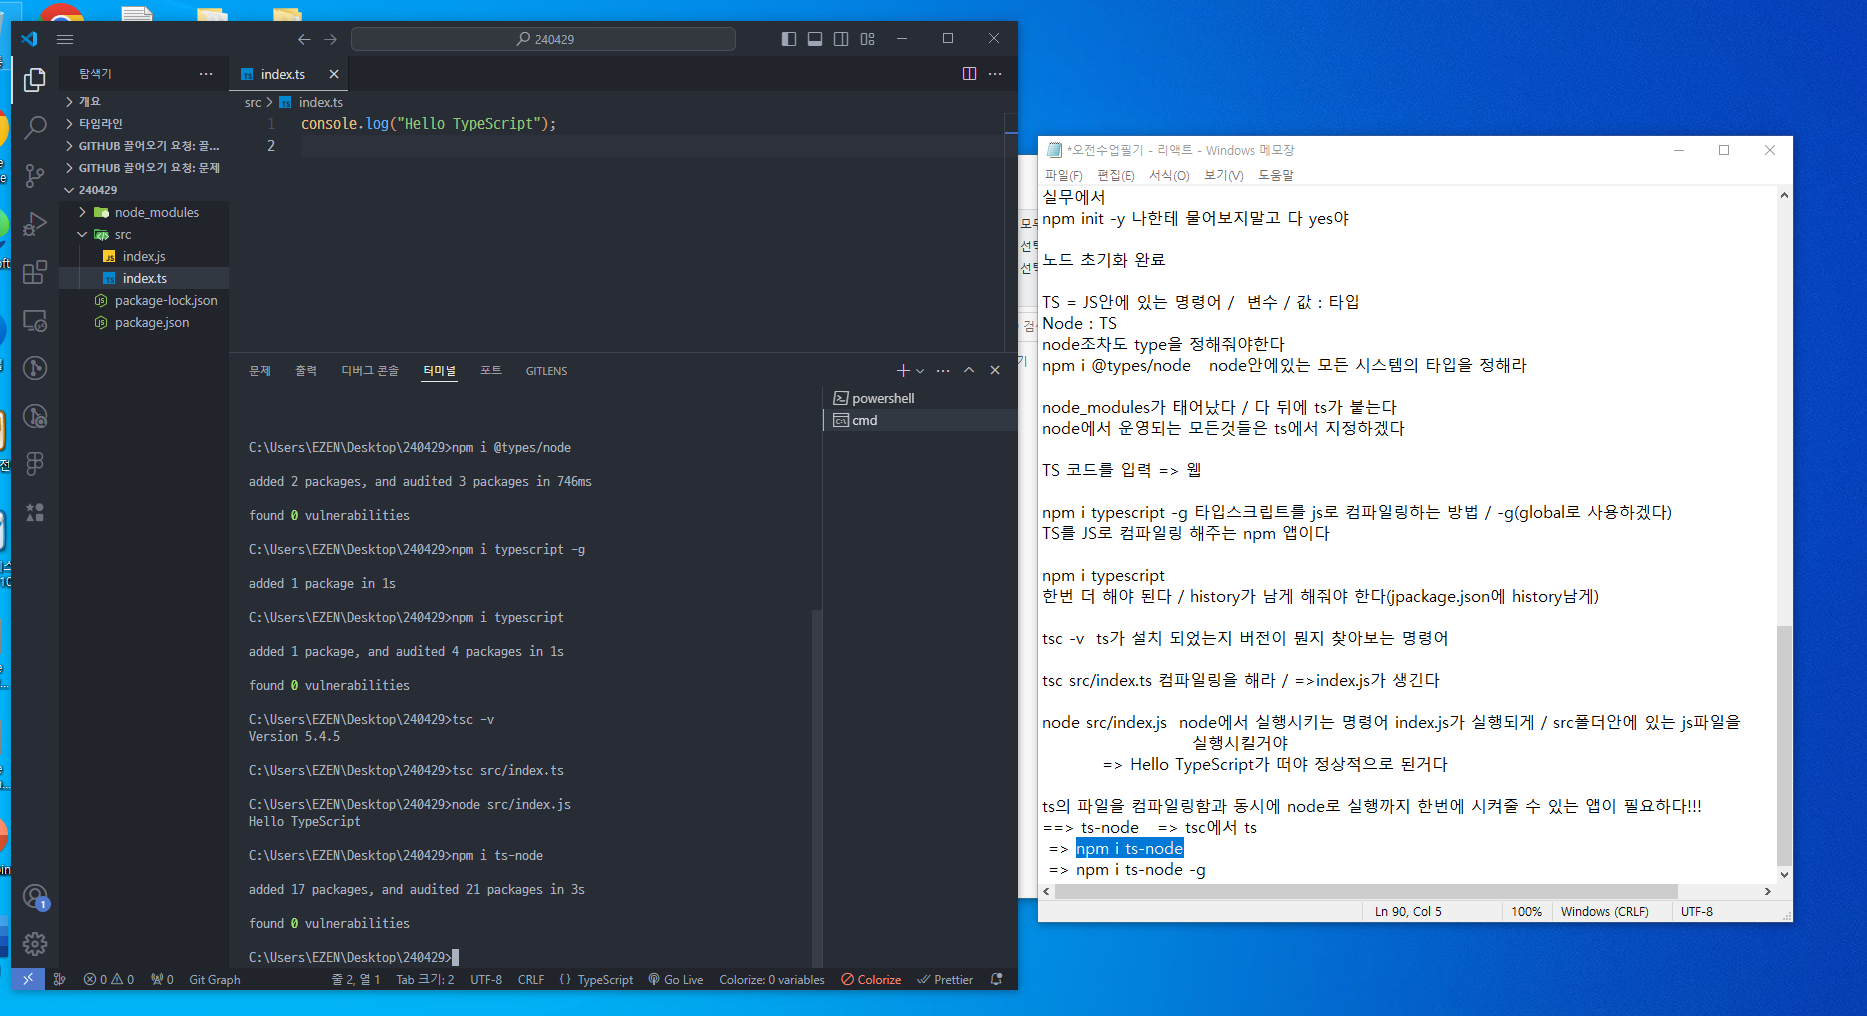 240429
탐색기
index.ts
개요
타임라인
GITHUB 끌어오기 요청: 끌...
GITHUB 끌어오기 요청: 문제
240429
node_modules
src
index.js
index.ts
package-lock.json
package.json
src > index.ts
1 console.log("Hello TypeScript");
2
문제 출력 디버그 콘솔 터미널 포트 GITLENS
powershell
cmd
C:\Users\EZEN\Desktop\240429>npm i @types/node
added 2 packages, and audited 3 packages in 746ms
found 0 vulnerabilities
C:\Users\EZEN\Desktop\240429>npm i typescript -g
added 1 package in 1s
C:\Users\EZEN\Desktop\240429>npm i typescript
added 1 package, and audited 4 packages in 1s
found 0 vulnerabilities
C:\Users\EZEN\Desktop\240429>tsc -v
Version 5.4.5
C:\Users\EZEN\Desktop\240429>tsc src/index.ts
C:\Users\EZEN\Desktop\240429>node src/index.js
Hello TypeScript
C:\Users\EZEN\Desktop\240429>npm i ts-node
added 17 packages, and audited 21 packages in 3s
found 0 vulnerabilities
C:\Users\EZEN\Desktop\240429>
1
0 0 0 Git Graph 줄 2, 열 1 Tab 크기: 2 UTF-8 CRLF {} TypeScript Go Live Colorize: 0 variables Colorize Prettier
*오전수업필기 - 리액트 - Windows 메모장
파일(F) 편집(E) 서식(O) 보기(V) 도움말
실무에서
npm init -y 나한테 물어보지말고 다 yes야
노드 초기화 완료
TS = JS안에 있는 명령어 / 변수 / 값 : 타입
Node : TS
node조차도 type을 정해줘야한다
npm i @types/node node안에있는 모든 시스템의 타입을 정해라
node_modules가 태어났다 / 다 뒤에 ts가 붙는다
node에서 운영되는 모든것들은 ts에서 지정하겠다
TS 코드를 입력 => 웹
npm i typescript -g 타입스크립트를 js로 컴파일링하는 방법 / -g(global로 사용하겠다)
TS를 JS로 컴파일링 해주는 npm 앱이다
npm i typescript
한번 더 해야 된다 / history가 남게 해줘야 한다(jpackage.json에 history남게)
tsc -v ts가 설치 되었는지 버전이 뭔지 찾아보는 명령어
tsc src/index.ts 컴파일링을 해라 / =>index.js가 생긴다
node src/index.js node에서 실행시키는 명령어 index.js가 실행되게 / src폴더안에 있는 js파일을
실행시킬거야
=> Hello TypeScript가 떠야 정상적으로 된거다
ts의 파일을 컴파일링함과 동시에 node로 실행까지 한번에 시켜줄 수 있는 앱이 필요하다!!!
==> ts-node => tsc에서 ts
=> npm i ts-node
=> npm i ts-node -g
Ln 90, Col 5 100% Windows (CRLF) UTF-8